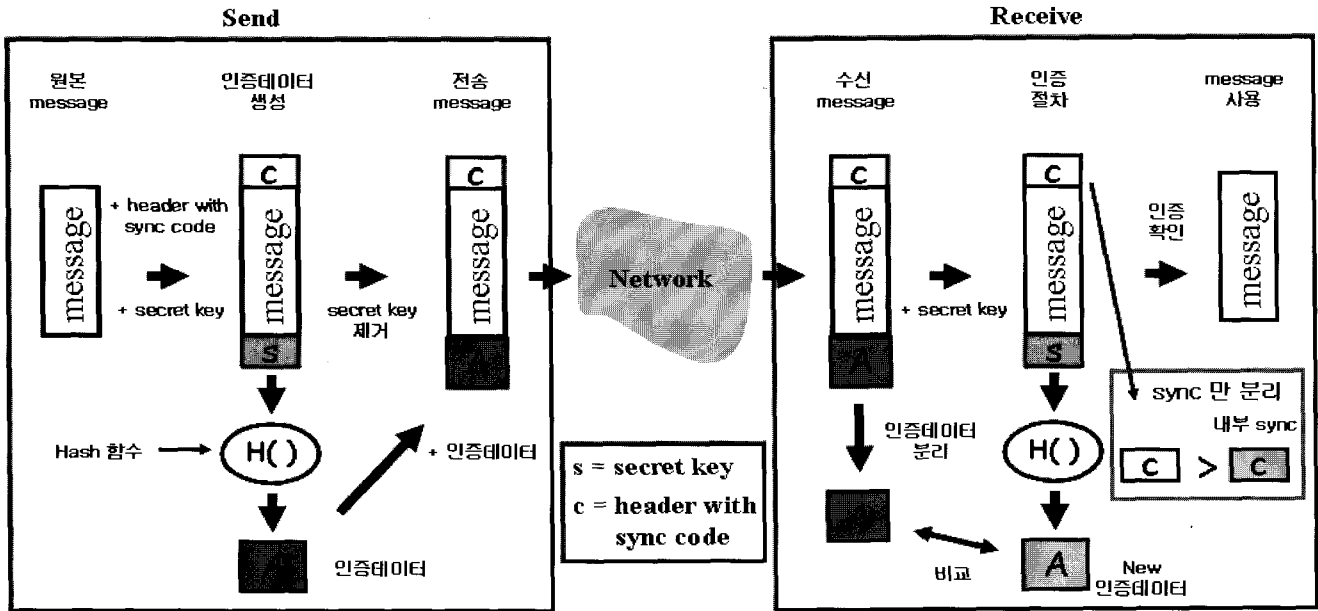 Send
Receive
원본
message
인증데이터
생성
전송
message
수신
message
인증
절차
message
사용
C
C
C
C
message
message
message
message
message
message
+ header with
sync code
+ secret key
secret key
제거
Network
+ secret key
인증
확인
S
A
S
Hash 함수
H( )
+ 인증데이터
인증데이터
s = secret key
c = header with
sync code
인증데이터
분리
H( )
sync 만 분리
내부 sync
C > C
비교
A
New
인증데이터